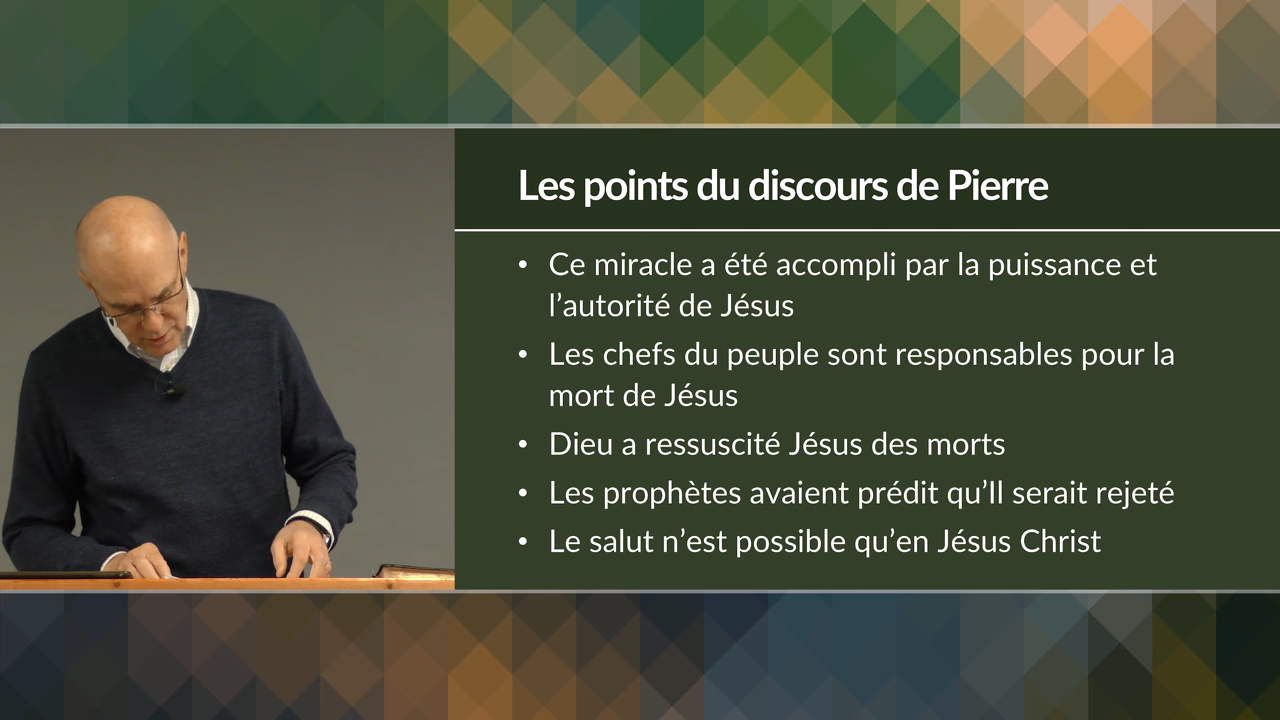 Les points du discours de Pierre
• Ce miracle a été accompli par la puissance et
l’autorité de Jésus
• Les chefs du peuple sont responsables pour la
mort de Jésus
• Dieu a ressuscité Jésus des morts
• Les prophètes avaient prédit qu’Il serait rejeté
• Le salut n’est possible qu’en Jésus Christ